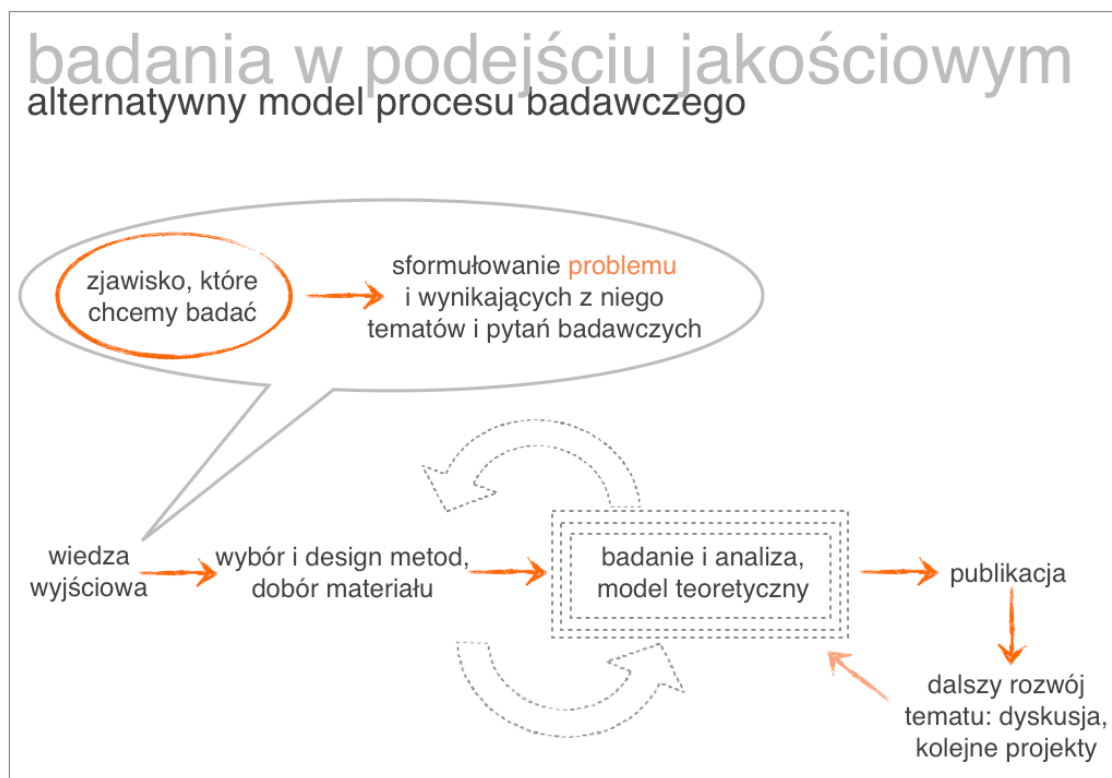 badania w podejściu jakościowym
alternatywny model procesu badawczego
zjawisko, które
chcemy badać
sformułowanie problemu
i wynikających z niego
tematów i pytań badawczych
wiedza
wyjściowa
wybór i design metod,
dobór materiału
badanie i analiza,
model teoretyczny
publikacja
dalszy rozwój
tematu: dyskusja,
kolejne projekty